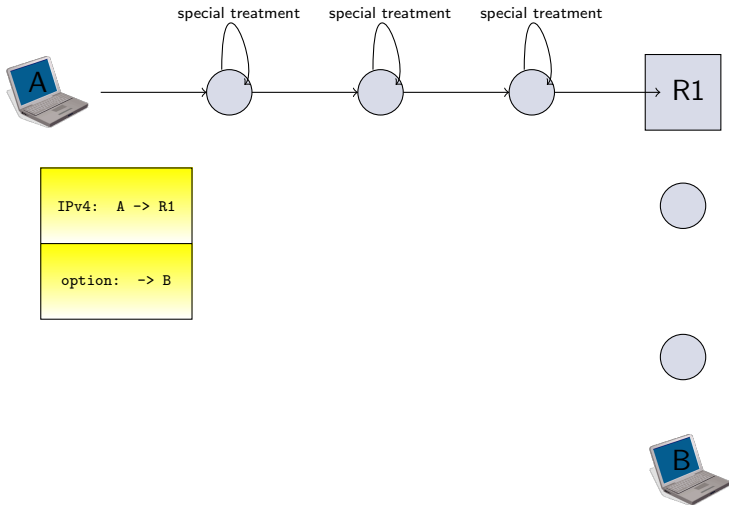 special treatment special treatment special treatment
A
R1
IPv4: A -> R1
option: -> B
B